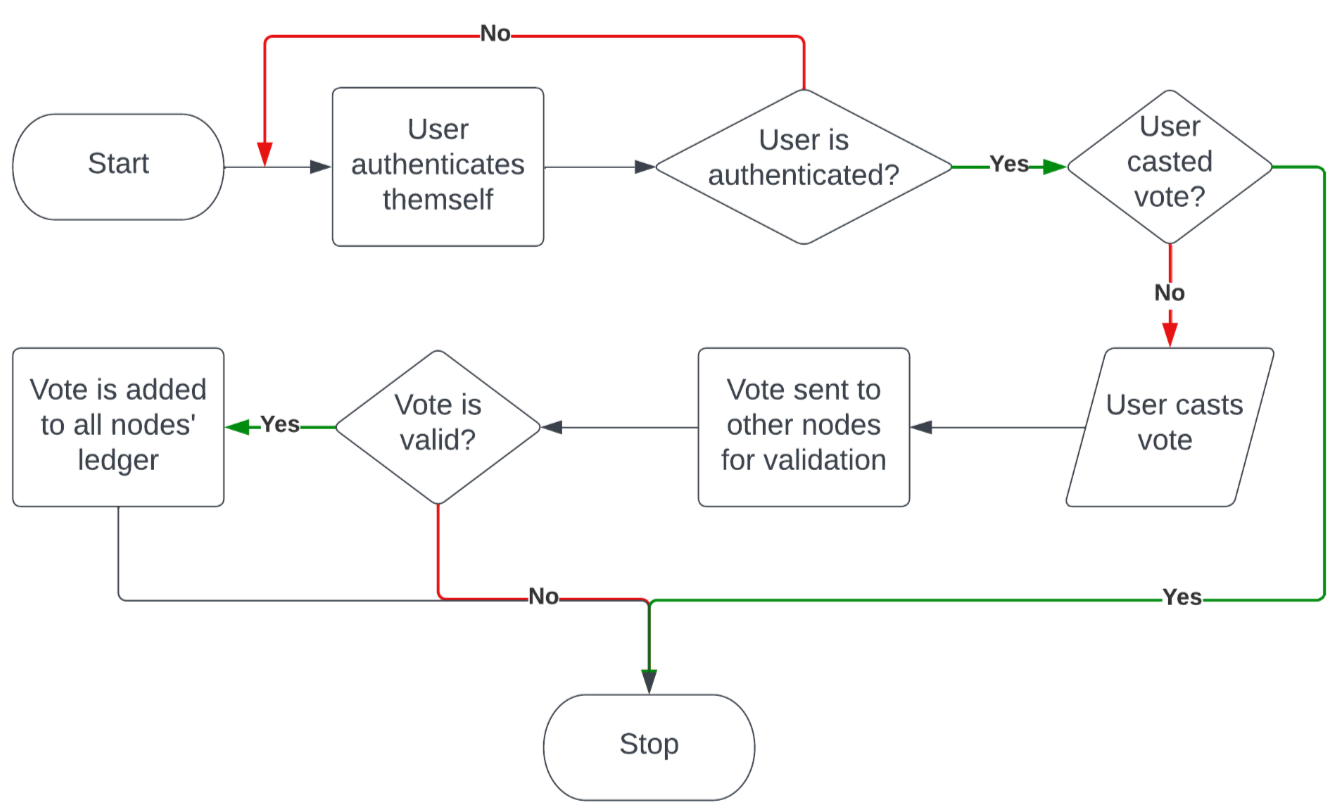 No
Start
User
authenticates
themself
User is
authenticated?
Yes
User
casted
vote?
No
Vote is added
to all nodes'
ledger
Yes
Vote is
valid?
Vote sent to
other nodes
for validation
User casts
vote
No
Yes
Stop